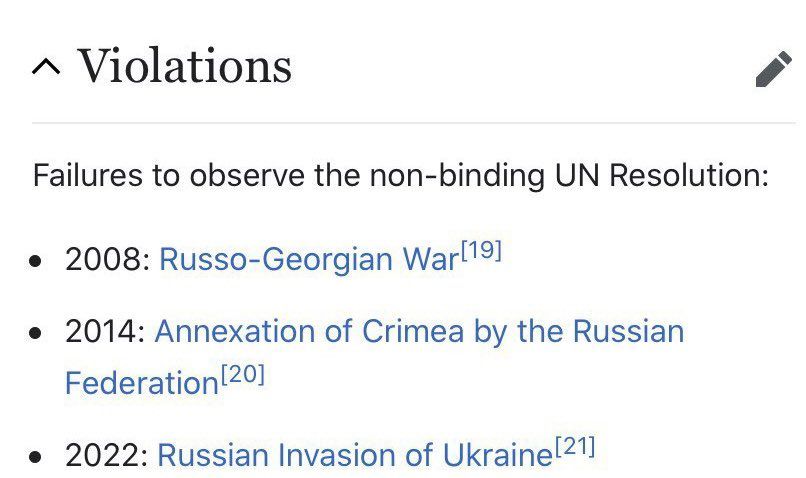 Violations
Failures to observe the non-binding UN Resolution:
• 2008: Russo-Georgian War[19]
• 2014: Annexation of Crimea by the Russian
Federation[20]
• 2022: Russian Invasion of Ukraine[21]